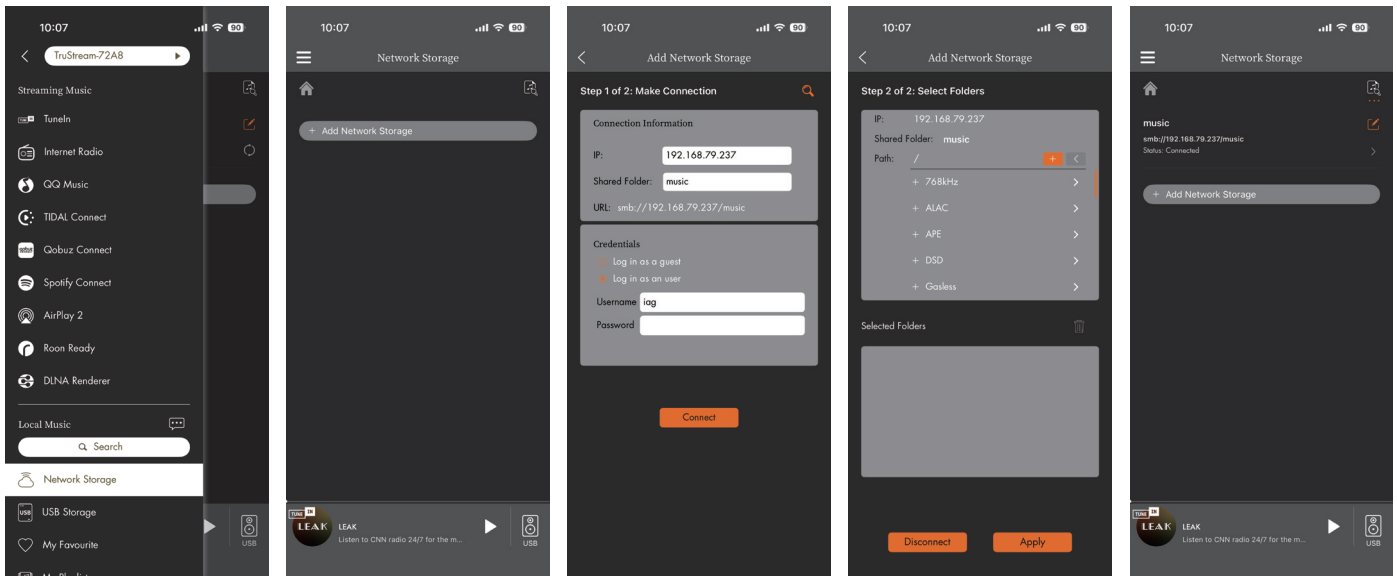 10:07
90
TruStream-72A8
Streaming Music
TuneIn
Internet Radio
QQ Music
TIDAL Connect
Qobuz Connect
Spotify Connect
AirPlay 2
Roon Ready
DLNA Renderer
Local Music
Search
Network Storage
USB Storage
My Favourite
USB
10:07
90
Network Storage
+ Add Network Storage
TUNE IN
LEAK
LEAK
Listen to CNN radio 24/7 for the m...
USB
10:07
90
Add Network Storage
Step 1 of 2: Make Connection
Connection Information
IP: 192.168.79.237
Shared Folder: music
URL: smb://192.168.79.237/music
Credentials
Log in as a guest
Log in as an user
Username iag
Password
Connect
10:07
90
Add Network Storage
Step 2 of 2: Select Folders
IP: 192.168.79.237
Shared Folder: music
Path: /
+ 768kHz
+ ALAC
+ APE
+ DSD
+ Gasless
Selected Folders
Disconnect
Apply
10:07
90
Network Storage
music
smb://192.168.79.237/music
Status: Connected
+ Add Network Storage
TUNE IN
LEAK
LEAK
Listen to CNN radio 24/7 for the m...
USB